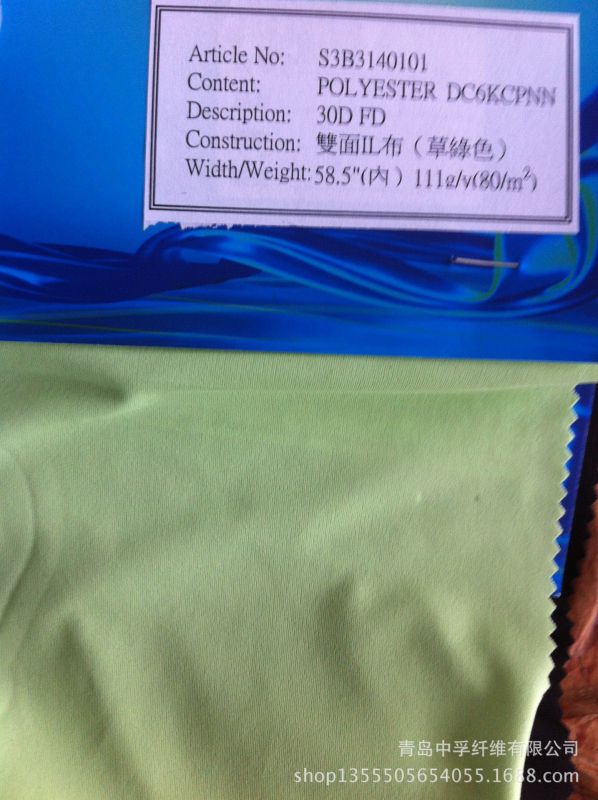 Article No: S3B3140101
Content: POLYESTER DC6KCPNN
Description: 30D FD
Construction: 雙面IL布（草綠色）
Width/Weight: 58.5"(內） 111g/y(80/m²)
青岛中孚纤维有限公司
shop1355505654055.1688.com